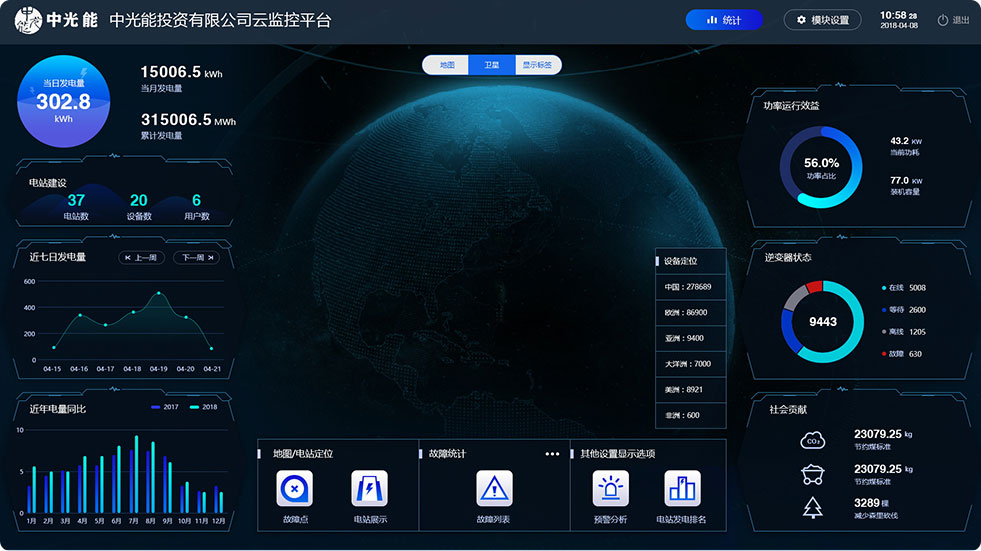 中光能 中光能投资有限公司云监控平台
统计 模块设置 10:58 28
2018-04-08
退出
地图 卫星 显示标签
当日发电量
302.8
kWh
15006.5 kWh
当月发电量
315006.5 MWh
累计发电量
电站建设
37 20 6
电站数 设备数 用户数
近七日发电量 上一周 下一周
600
400
200
0
04-15 04-16 04-17 04-18 04-19 04-20 04-21
近年电量同比 2017 2018
10
5
0
1月 2月 3月 4月 5月 6月 7月 8月 9月 10月 11月 12月
设备定位
中国：278689
欧洲：86900
亚洲：9400
大洋洲：7000
美洲：8921
非洲：600
地图/电站定位
故障点 电站展示
故障统计
故障列表
其他设置显示选项
预警分析 电站发电排名
功率运行效益
56.0%
功率占比
43.2 KW
当前功耗
77.0 KW
装机容量
逆变器状态
9443
在线 5008
等待 2600
离线 1205
故障 630
社会贡献
CO2
23079.25 kg
节约煤标准
23079.25 kg
节约煤标准
3289 棵
减少森里砍伐